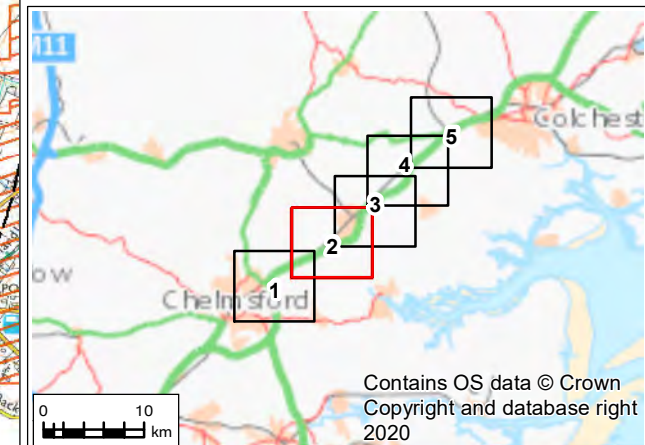 M11
Colchest
5
4
3
2
1
ow
Chelmsford
0 10
km
Contains OS data © Crown
Copyright and database right
2020